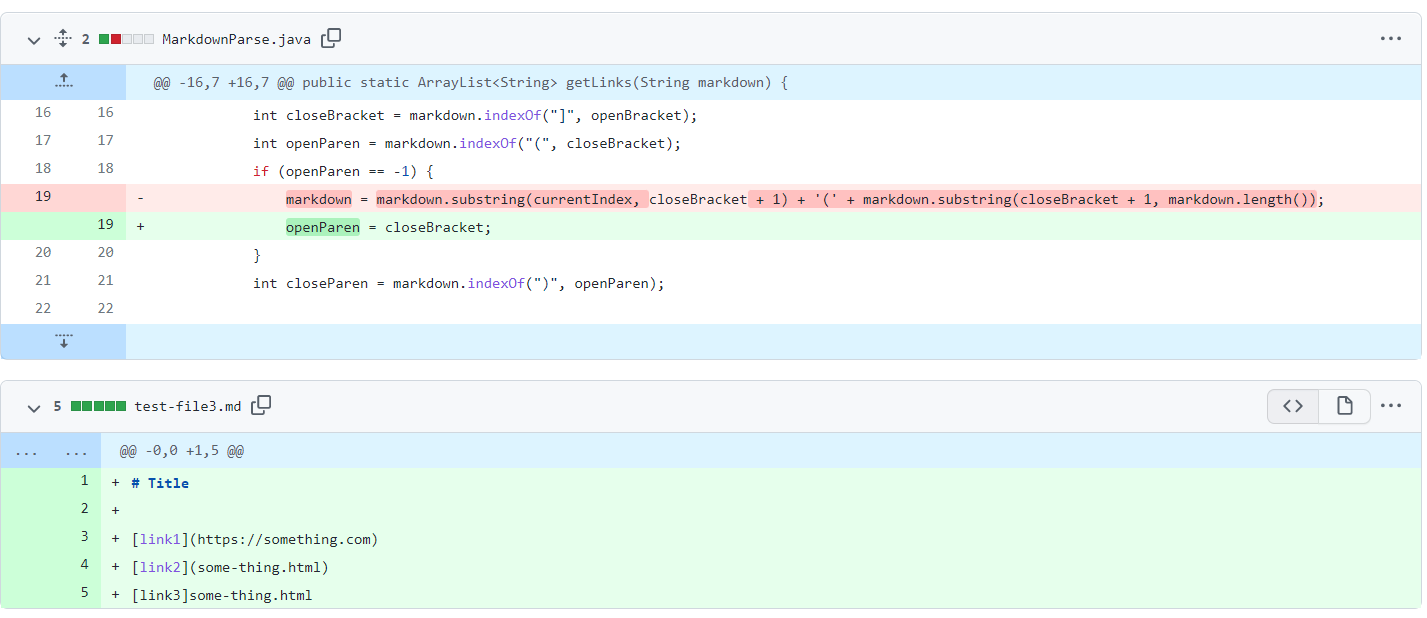 2 MarkdownParse.java
@@ -16,7 +16,7 @@ public static ArrayList<String> getLinks(String markdown) {
16 16 int closeBracket = markdown.indexOf("]", openBracket);
17 17 int openParen = markdown.indexOf("(", closeBracket);
18 18 if (openParen == -1) {
19 - markdown = markdown.substring(currentIndex, closeBracket + 1) + '(' + markdown.substring(closeBracket + 1, markdown.length());
19 + openParen = closeBracket;
20 20 }
21 21 int closeParen = markdown.indexOf(")", openParen);
22 22
5 test-file3.md
... ... @@ -0,0 +1,5 @@
1 + # Title
2 +
3 + [link1](https://something.com)
4 + [link2](some-thing.html)
5 + [link3]some-thing.html